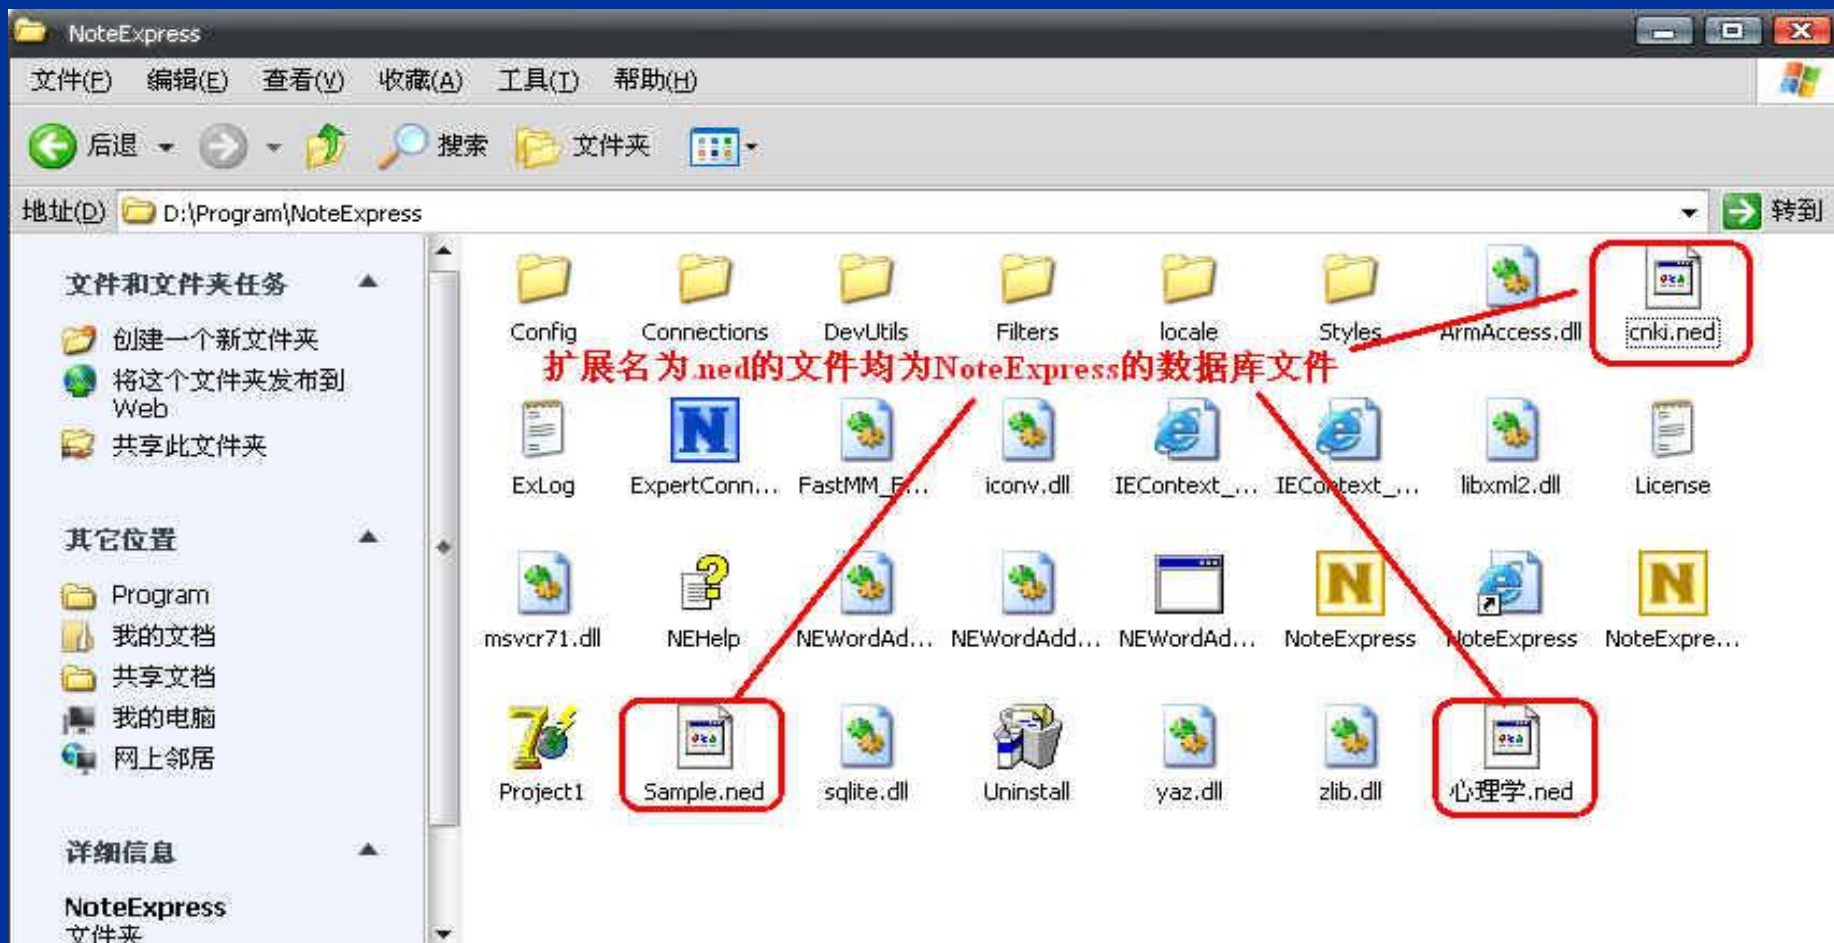 NoteExpress
文件(F) 编辑(E) 查看(V) 收藏(A) 工具(T) 帮助(H)
后退 搜索 文件夹
地址(D) D:\Program\NoteExpress 转到
文件和文件夹任务
创建一个新文件夹
将这个文件夹发布到
Web
共享此文件夹
其它位置
Program
我的文档
共享文档
我的电脑
网上邻居
详细信息
NoteExpress
文件夹
Config Connections DevUtils Filters locale Styles ArmAccess.dll cnki.ned
扩展名为.ned的文件均为NoteExpress的数据库文件
ExLog ExpertConn... FastMM_F... iconv.dll IEContext_... IEContext_... libxml2.dll License
msvcr71.dll NEHelp NEWordAd... NEWordAdd... NEWordAd... NoteExpress NoteExpress NoteExpre...
Project1 Sample.ned sqlite.dll Uninstall yaz.dll zlib.dll 心理学.ned